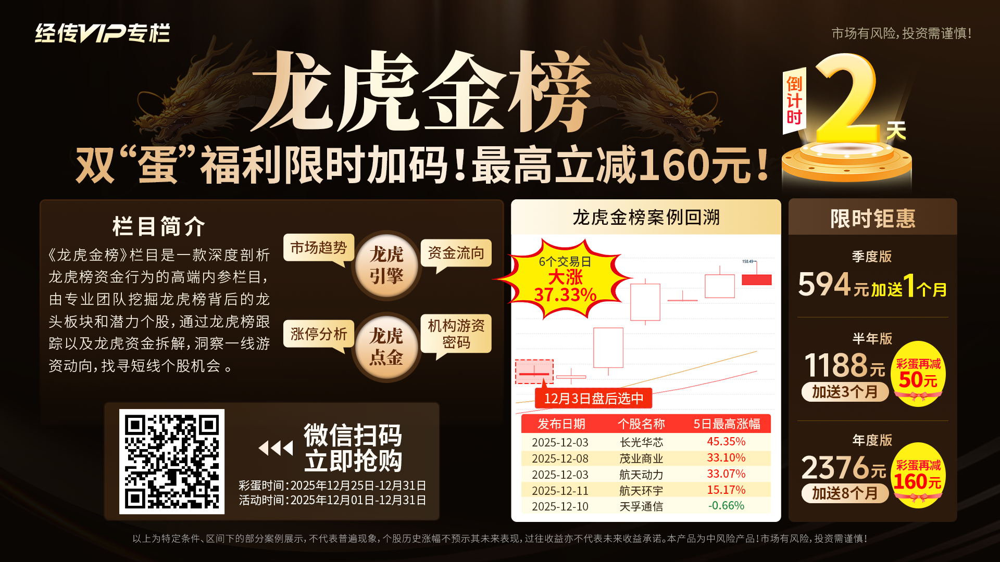 经传VIP专栏
市场有风险,投资需谨慎!
龙虎金榜
倒计时
2天
双“蛋”福利限时加码!最高立减160元!
栏目简介
《龙虎金榜》栏目是一款深度剖析
龙虎榜资金行为的高端内参栏目,
由专业团队挖掘龙虎榜背后的龙
头板块和潜力个股,通过龙虎榜跟
踪以及龙虎资金拆解,洞察一线游
资动向,找寻短线个股机会 。
市场趋势
龙虎
引擎
资金流向
涨停分析
龙虎
点金
机构游资
密码
微信扫码
立即抢购
彩蛋时间:2025年12月25日-12月31日
活动时间:2025年12月01日-12月31日
龙虎金榜案例回溯
6个交易日
大涨
37.33%
158.49
12月3日盘后选中
发布日期 个股名称 5日最高涨幅
2025-12-03 长光华芯 45.35%
2025-12-08 茂业商业 33.10%
2025-12-03 航天动力 33.07%
2025-12-11 航天环宇 15.17%
2025-12-10 天孚通信 -0.66%
限时钜惠
季度版
594元加送1个月
半年版
1188元
加送3个月
彩蛋再减
50元
年度版
2376元
加送8个月
彩蛋再减
160元
以上为特定条件、区间下的部分案例展示,不代表普遍现象,个股历史涨幅不预示其未来表现,过往收益亦不代表未来收益承诺。本产品为中风险产品!市场有风险,投资需谨慎!